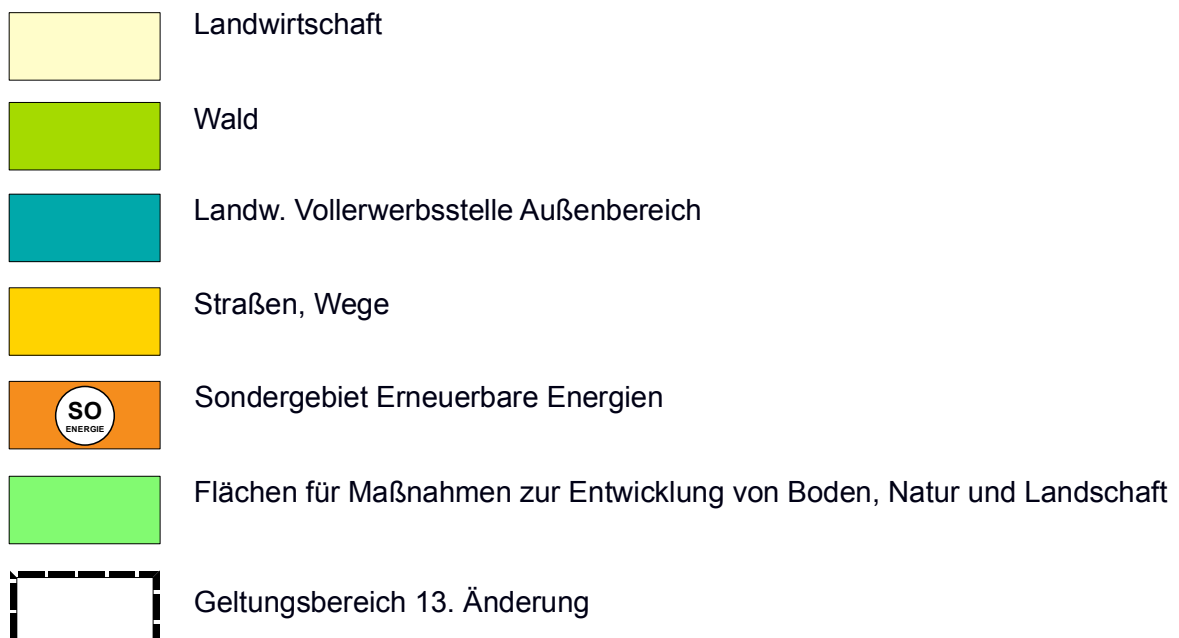 Landwirtschaft
Wald
Landw. Vollerwerbsstelle Außenbereich
Straßen, Wege
SO
ENERGIE
Sondergebiet Erneuerbare Energien
Flächen für Maßnahmen zur Entwicklung von Boden, Natur und Landschaft
Geltungsbereich 13. Änderung